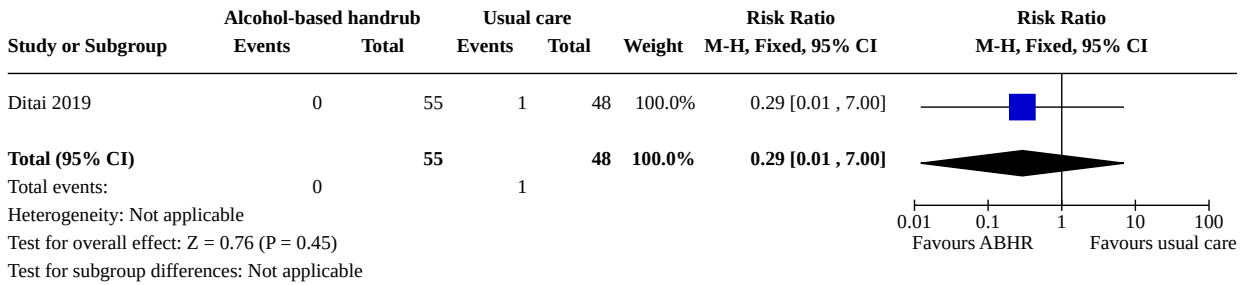 Alcohol-based handrub Usual care Risk Ratio Risk Ratio
Study or Subgroup Events Total Events Total Weight M-H, Fixed, 95% CI M-H, Fixed, 95% CI
Ditai 2019 0 55 1 48 100.0% 0.29 [0.01 , 7.00]
Total (95% CI) 55 48 100.0% 0.29 [0.01 , 7.00]
Total events: 0 1
Heterogeneity: Not applicable
0.01 0.1 1 10 100
Test for overall effect: Z = 0.76 (P = 0.45) Favours ABHR Favours usual care
Test for subgroup differences: Not applicable